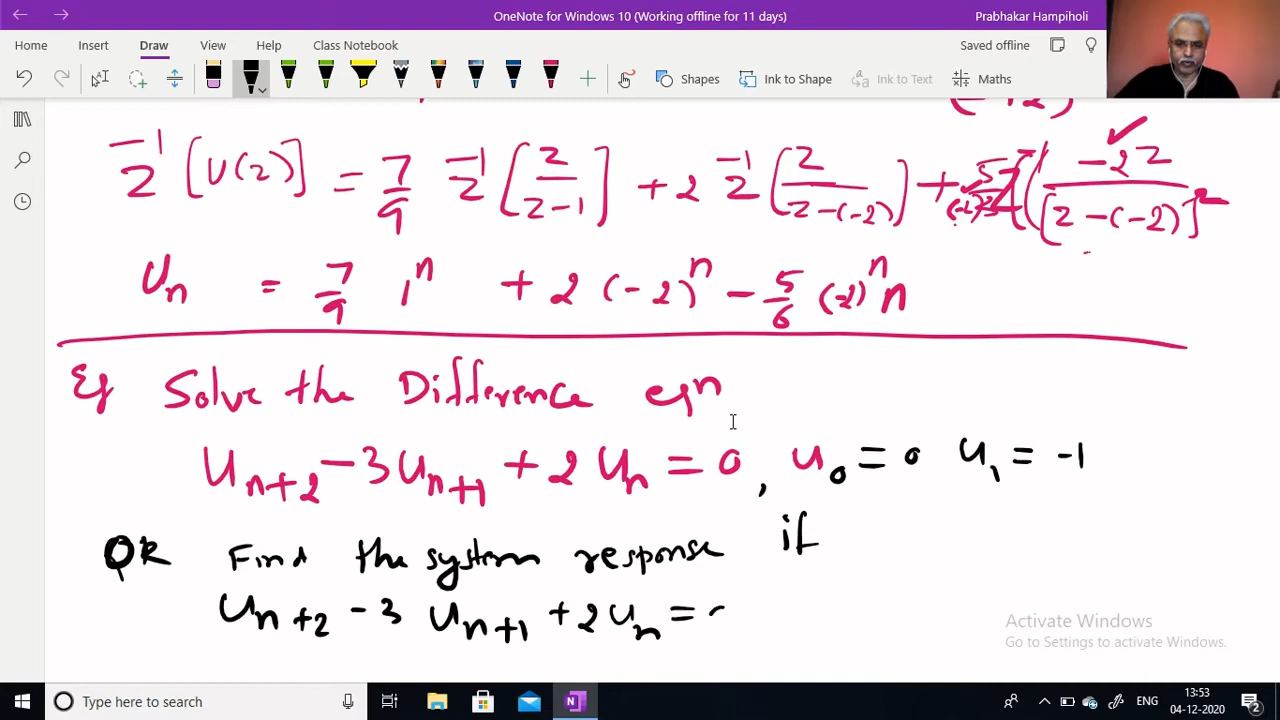 OneNote for Windows 10 (Working offline for 11 days) Prabhakar Hampiholi
Home Insert Draw View Help Class Notebook Saved offline
Shapes Ink to Shape Ink to Text Maths
Z⁻¹[U(z)] = 7/9 Z⁻¹[z/(z-1)] + 2 Z⁻¹[z/(z-(-2))] +
-2z/[z-(-2)]²
Uₙ = 7/9 1ⁿ + 2(-2)ⁿ - 5/6 (-2)ⁿ n
Eg Solve the Difference eqⁿ
Uₙ₊₂ - 3Uₙ₊₁ + 2Uₙ = 0, u₀ = 0 u₁ = -1
OR Find the system response if
Uₙ₊₂ - 3 Uₙ₊₁ + 2Uₙ =
Activate Windows
Go to Settings to activate Windows.
Type here to search ENG 13:53
04-12-2020 2